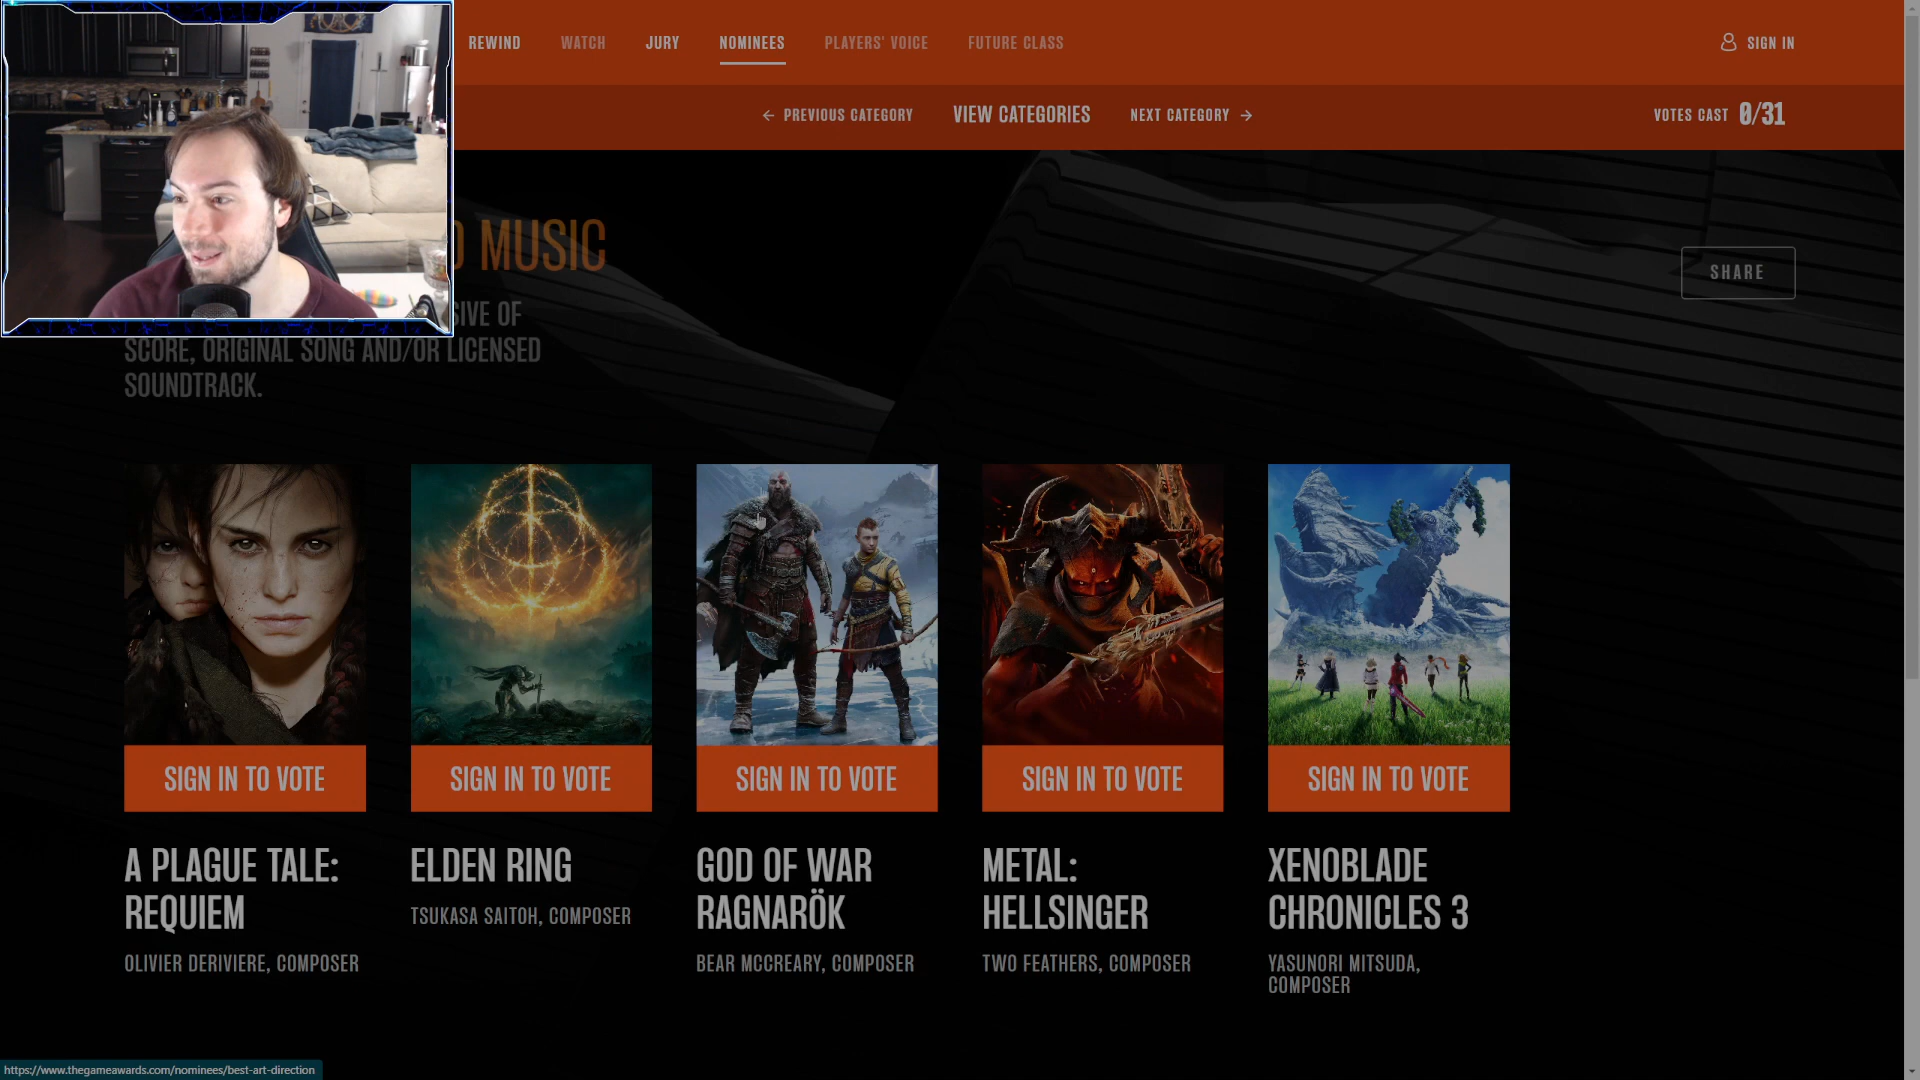 REWIND
WATCH
JURY
NOMINEES
PLAYERS' VOICE
FUTURE CLASS
SIGN IN
← PREVIOUS CATEGORY
VIEW CATEGORIES
NEXT CATEGORY →
VOTES CAST 0/31
MUSIC
SHARE
OF
SCORE, ORIGINAL SONG AND/OR LICENSED
SOUNDTRACK.
SIGN IN TO VOTE
SIGN IN TO VOTE
SIGN IN TO VOTE
SIGN IN TO VOTE
SIGN IN TO VOTE
A PLAGUE TALE:
REQUIEM
OLIVIER DERIVIERE, COMPOSER
ELDEN RING
TSUKASA SAITOH, COMPOSER
GOD OF WAR
RAGNARÖK
BEAR MCCREARY, COMPOSER
METAL:
HELLSINGER
TWO FEATHERS, COMPOSER
XENOBLADE
CHRONICLES 3
YASUNORI MITSUDA,
COMPOSER
https://www.thegameawards.com/nominees/best-art-direction